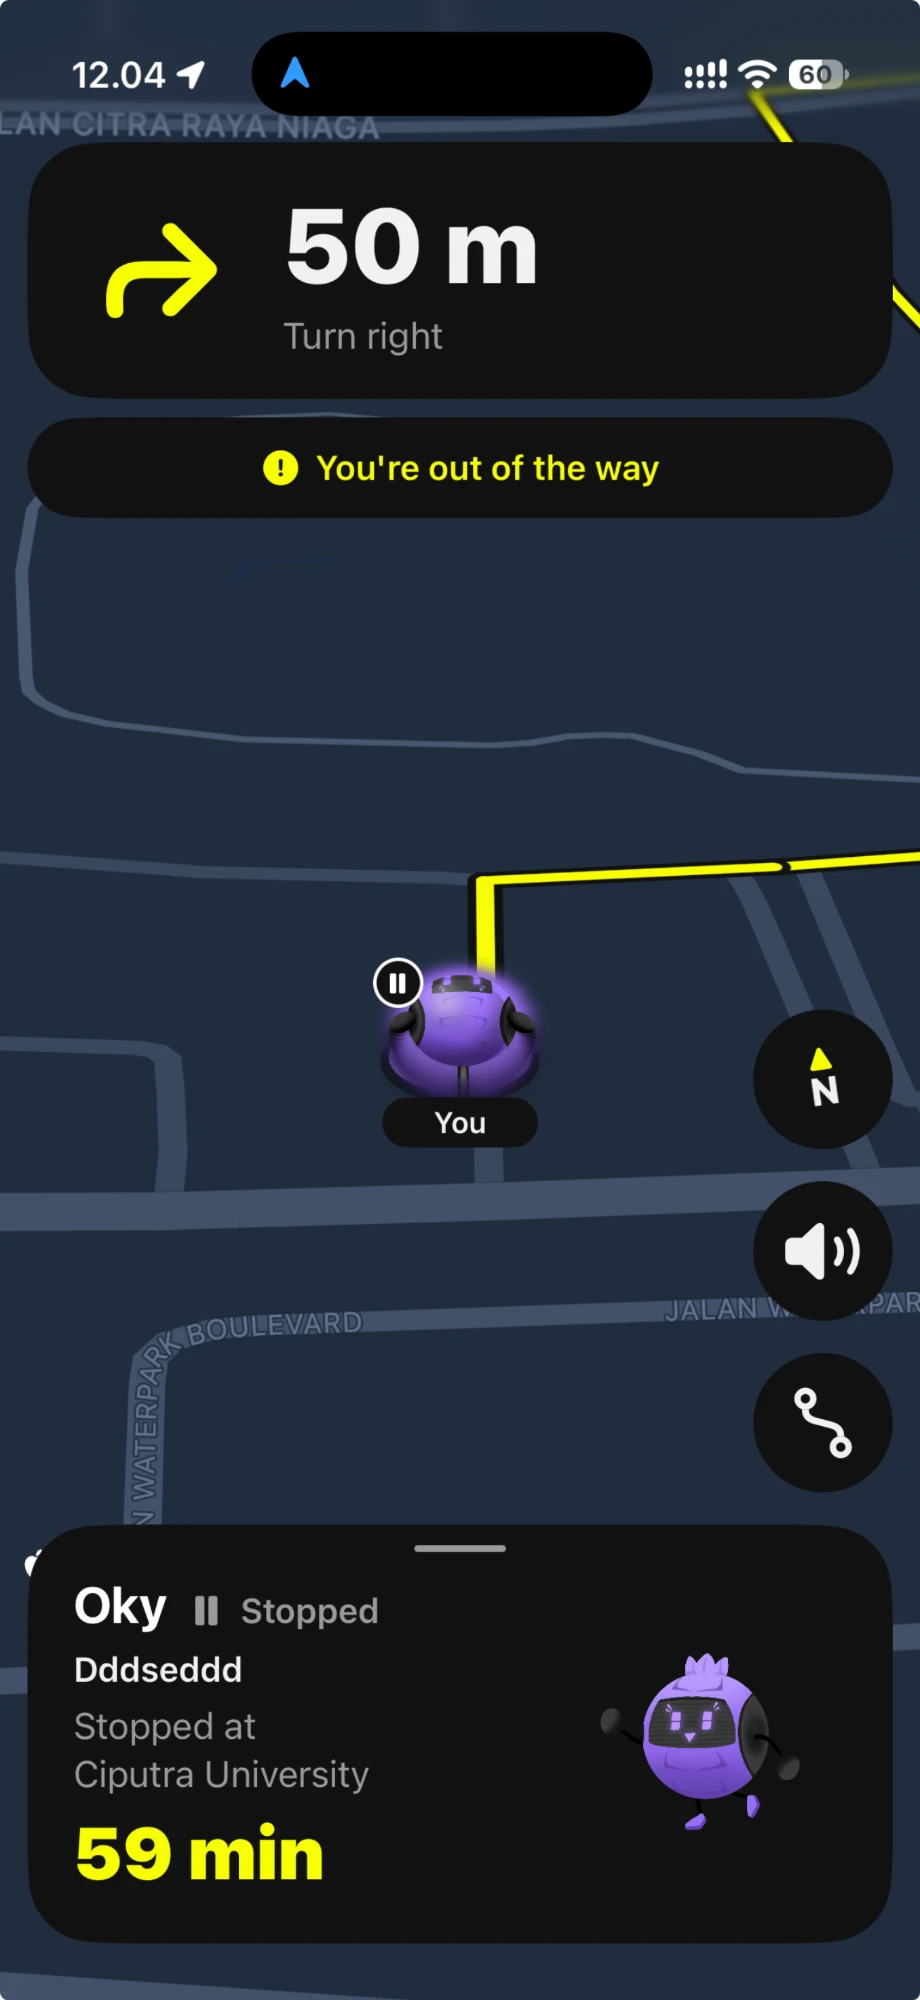 12.04
60
LAN CITRA RAYA NIAGA
50 m
Turn right
You're out of the way
You
N
N WATERPARK BOULEVARD
JALAN
Oky Stopped
Dddseddd
Stopped at
Ciputra University
59 min